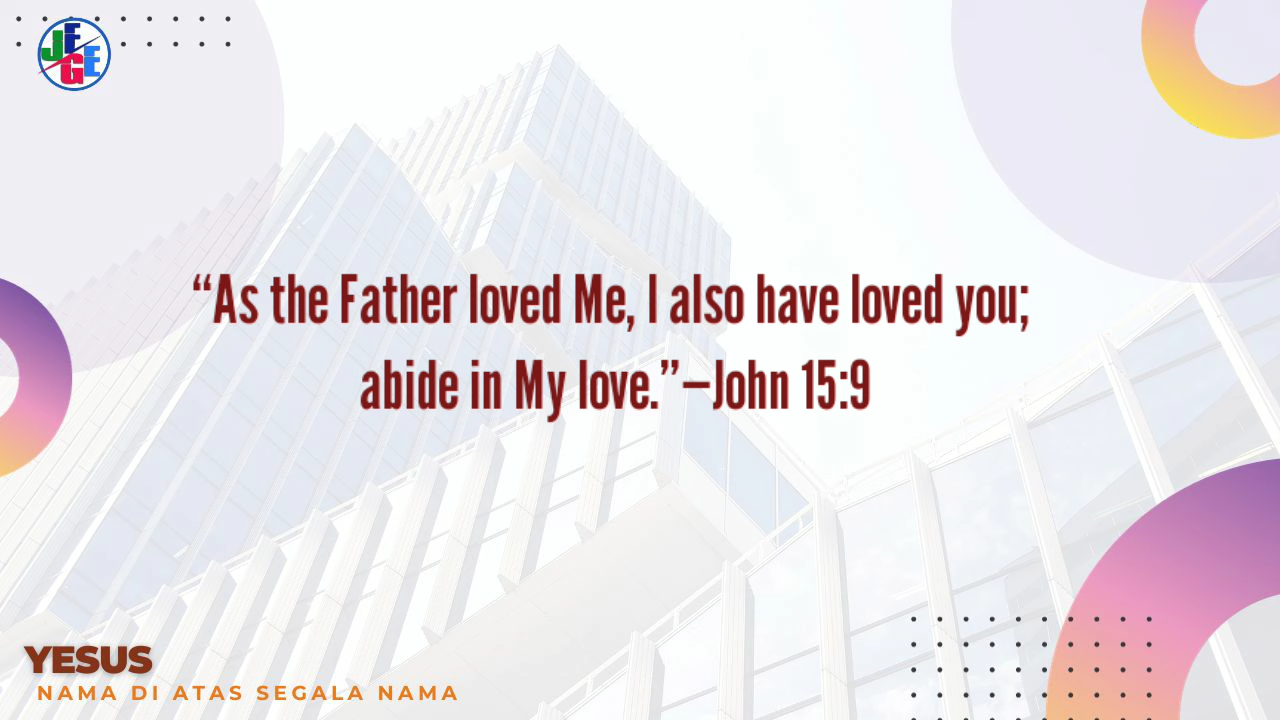 JEGE
“As the Father loved Me, I also have loved you;
abide in My love.”–John 15:9
YESUS
NAMA DI ATAS SEGALA NAMA